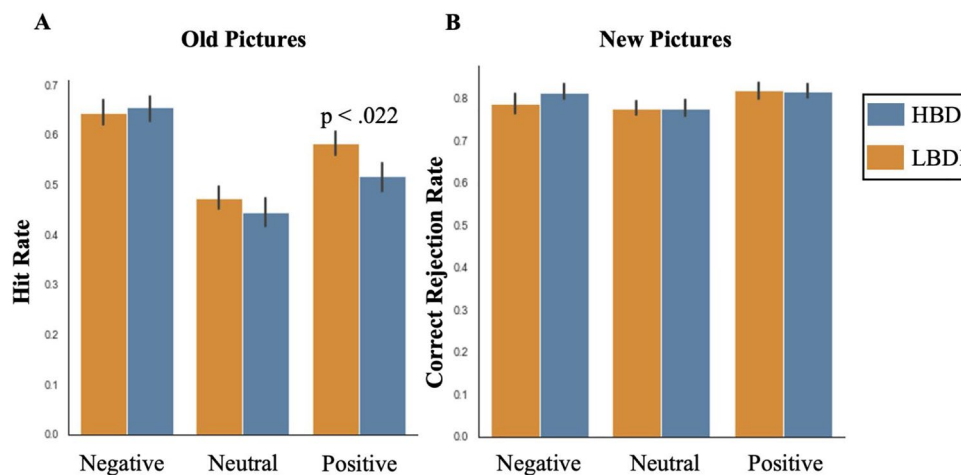 A
Old Pictures
p < .022
Hit Rate
0.7
0.6
0.5
0.4
0.3
0.2
0.1
0.0
Negative Neutral Positive
B
New Pictures
Correct Rejection Rate
0.8
0.7
0.6
0.5
0.4
0.3
0.2
0.1
0.0
Negative Neutral Positive
HBD
LBDI